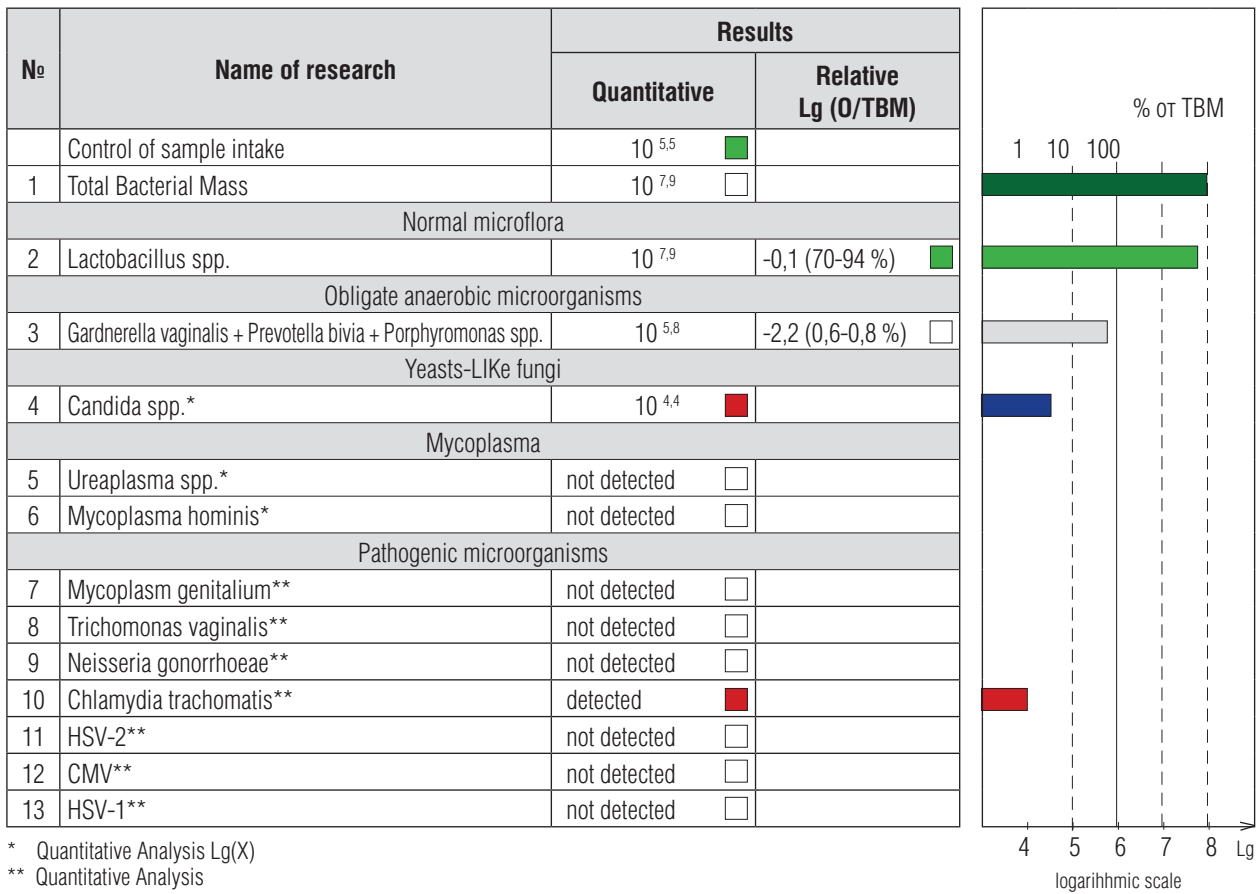 № Name of research Results
Quantitative Relative Lg (O/TBM)
Control of sample intake 10 5,5
1 Total Bacterial Mass 10 7,9
Normal microflora
2 Lactobacillus spp. 10 7,9 -0,1 (70-94 %)
Obligate anaerobic microorganisms
3 Gardnerella vaginalis + Prevotella bivia + Porphyromonas spp. 10 5,8 -2,2 (0,6-0,8 %)
Yeasts-LIKe fungi
4 Candida spp.* 10 4,4
Mycoplasma
5 Ureaplasma spp.* not detected
6 Mycoplasma hominis* not detected
Pathogenic microorganisms
7 Mycoplasm genitalium** not detected
8 Trichomonas vaginalis** not detected
9 Neisseria gonorrhoeae** not detected
10 Chlamydia trachomatis** detected
11 HSV-2** not detected
12 CMV** not detected
13 HSV-1** not detected
* Quantitative Analysis Lg(X)
** Quantitative Analysis
% от TBM
1 10 100
4 5 6 7 8 Lg
logarihhmic scale